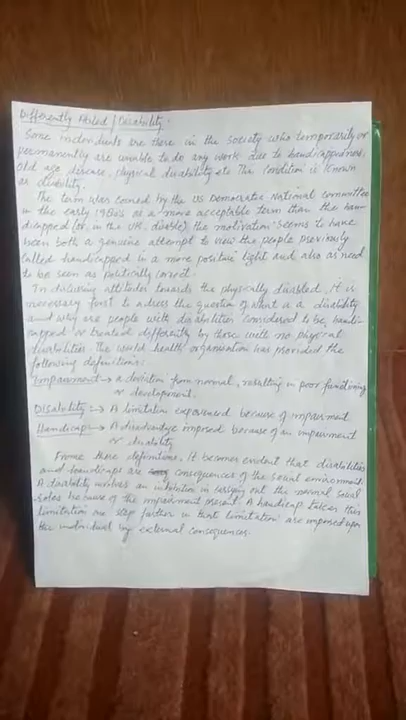 Differently Abled / Disability.
Some individuals are there in the society who temporarily or
permanently are unable to do any work due to handicappedness,
old age disease, physical disability etc. The condition is known
as disability.
The term was coined by the US Democratic National Committee
in the early 1980s as a more acceptable term than the han-
dicapped (or, in the UK, disable) the motivation seems to have
been both a genuine attempt to view the people previously
called handicapped in a more positive light and also as need
to be seen as politically correct.
In discussing attitudes towards the physically disabled, it is
necessary first to adress the question of what is a disability
and why are people with disabilities considered to be handi-
capped or treated differently by those with no physical
disabilities. The world health organisation has provided the
following definitions:
Impairment → a deviation from normal, resulting in poor functioning
or development.
Disability → A limitation experienced because of impairment.
Handicap → A disadvantage imposed because of an impairment
or disability
From these definitions, it becomes evident that disabilities
and handicaps are consequences of the social environment.
A disability involves an in carrying out the normal social
roles because of the impairment present. A handicap takes this
limitation one step further in that limitation are imposed upon
the individual by external consequences.